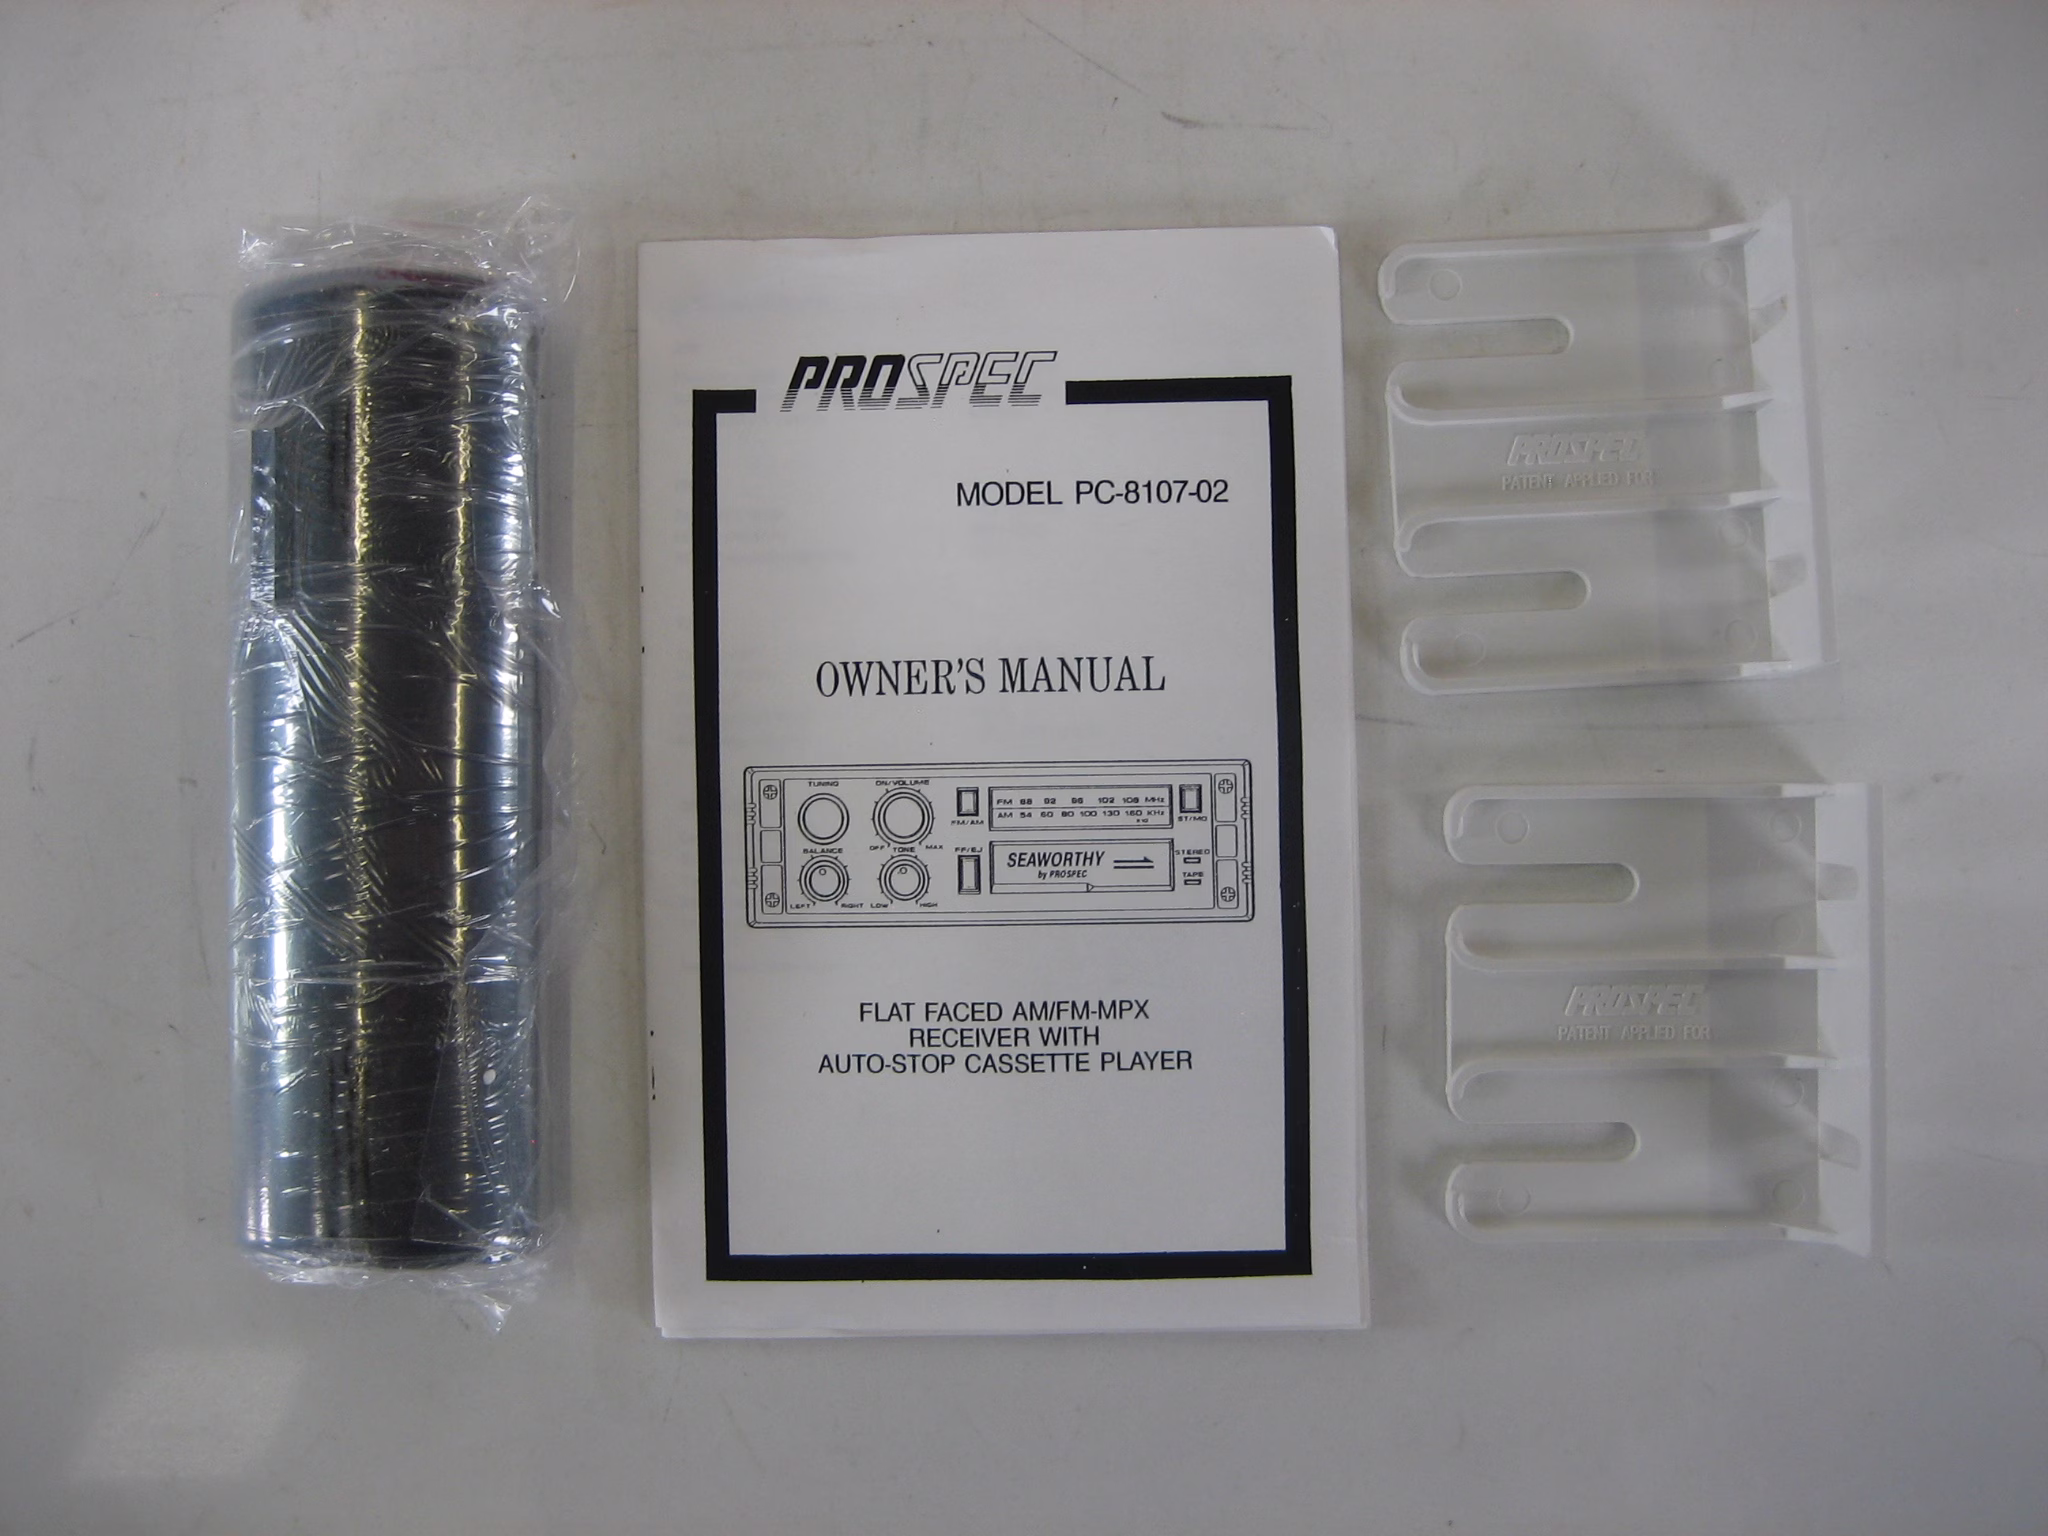 PROSPEC
MODEL PC-8107-02
OWNER'S MANUAL
TUNING
ON/VOLUME
OFF
MAX
BALANCE
LEFT
RIGHT
TONE
LOW
HIGH
FM/AM
FF/EJ
FM 88 92 96 102 108 MHz
AM 54 60 80 100 130 160 KHz
x10
ST/MO
STEREO
TAPE
SEAWORTHY
by PROSPEC
FLAT FACED AM/FM-MPX
RECEIVER WITH
AUTO-STOP CASSETTE PLAYER
PROSPEC
PATENT APPLIED FOR
PROSPEC
PATENT APPLIED FOR